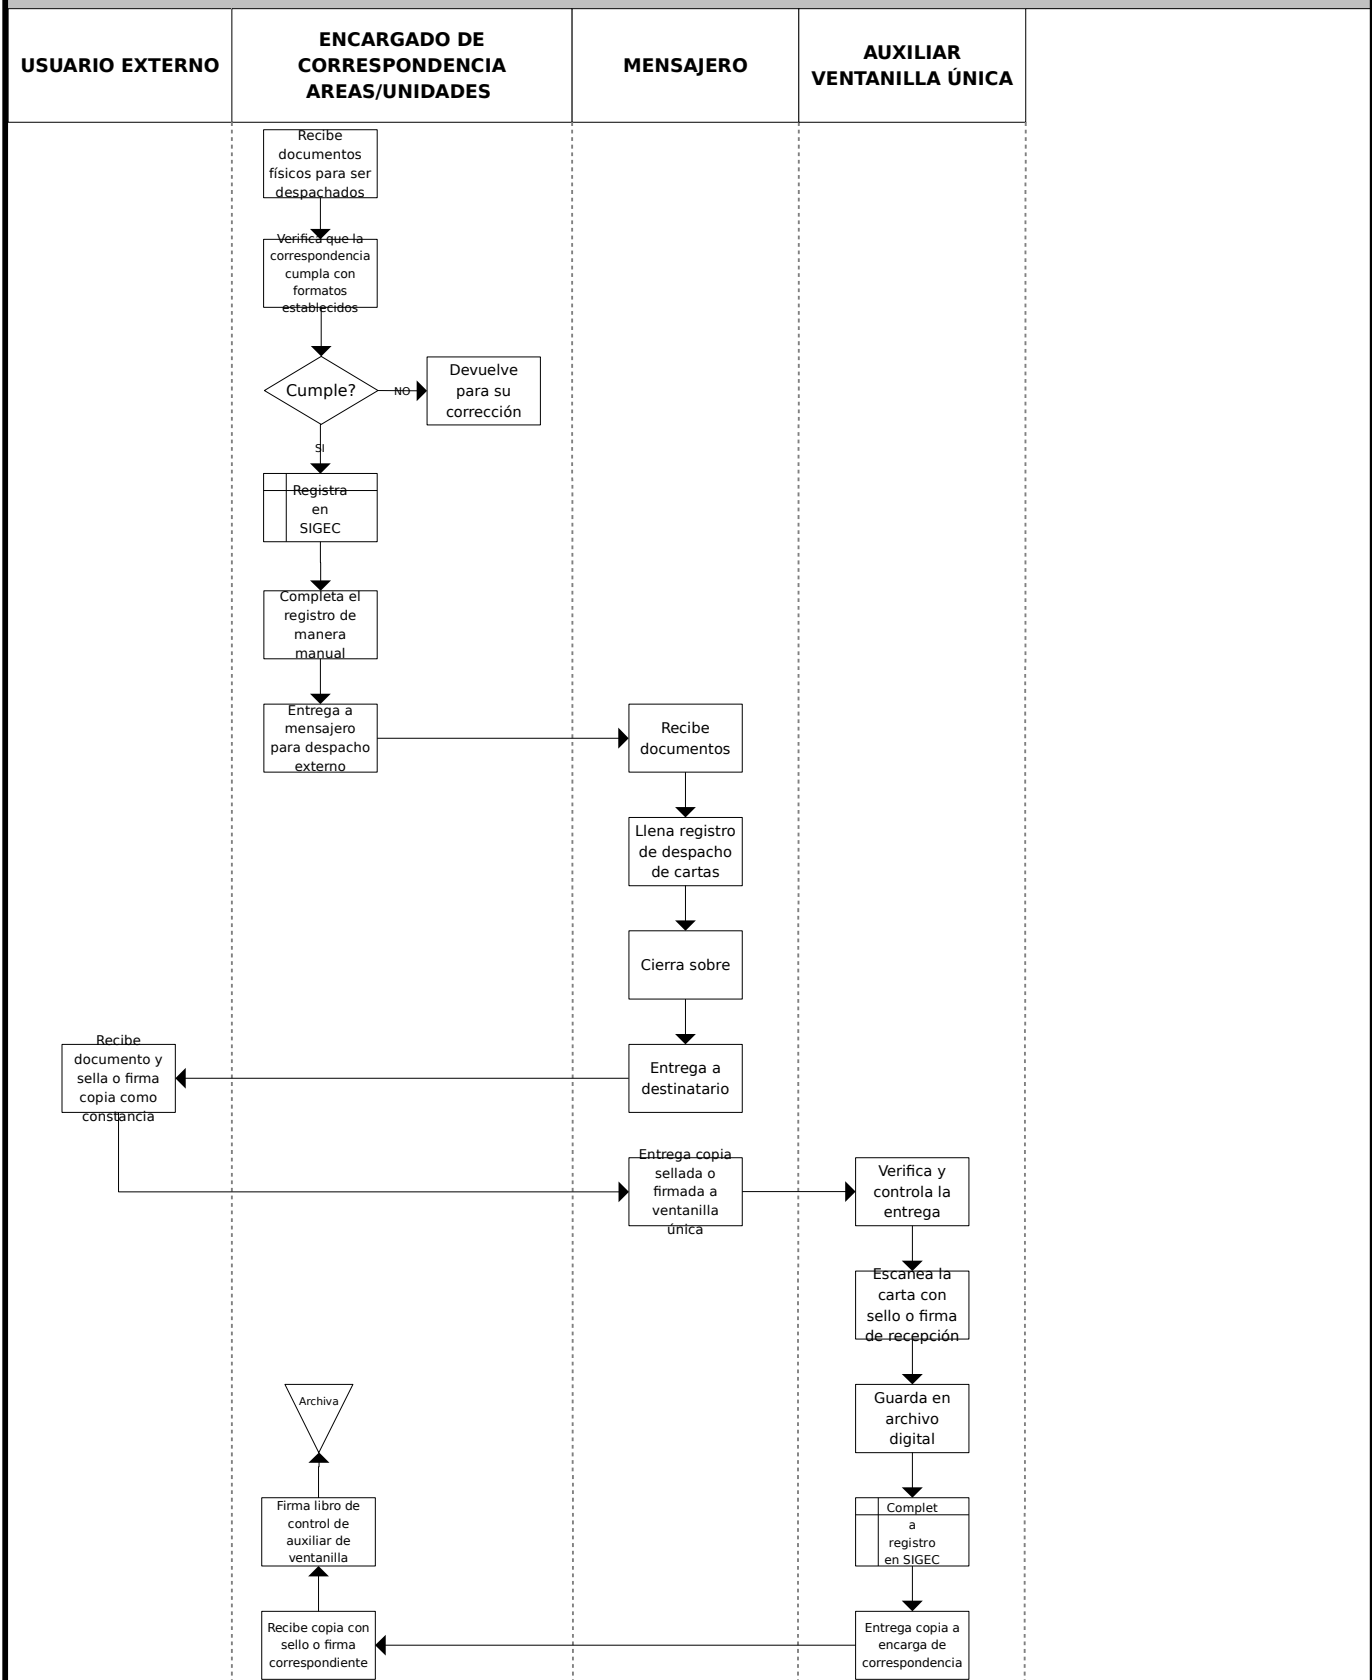 USUARIO EXTERNO
ENCARGADO DE
CORRESPONDENCIA
AREAS/UNIDADES
MENSAJERO
AUXILIAR
VENTANILLA ÚNICA
Recibe
documentos
físicos para ser
despachados
Verifica que la
correspondencia
cumpla con
formatos
establecidos
Cumple?
NO
Devuelve
para su
corrección
SI
Registra
en
SIGEC
Completa el
registro de
manera
manual
Entrega a
mensajero
para despacho
externo
Recibe
documentos
Llena registro
de despacho
de cartas
Cierra sobre
Entrega a
destinatario
Recibe
documento y
sella o firma
copia como
constancia
Entrega copia
sellada o
firmada a
ventanilla
única
Verifica y
controla la
entrega
Escanea la
carta con
sello o firma
de recepción
Guarda en
archivo
digital
Complet
a
registro
en SIGEC
Entrega copia a
encarga de
correspondencia
Recibe copia con
sello o firma
correspondiente
Firma libro de
control de
auxiliar de
ventanilla
Archiva